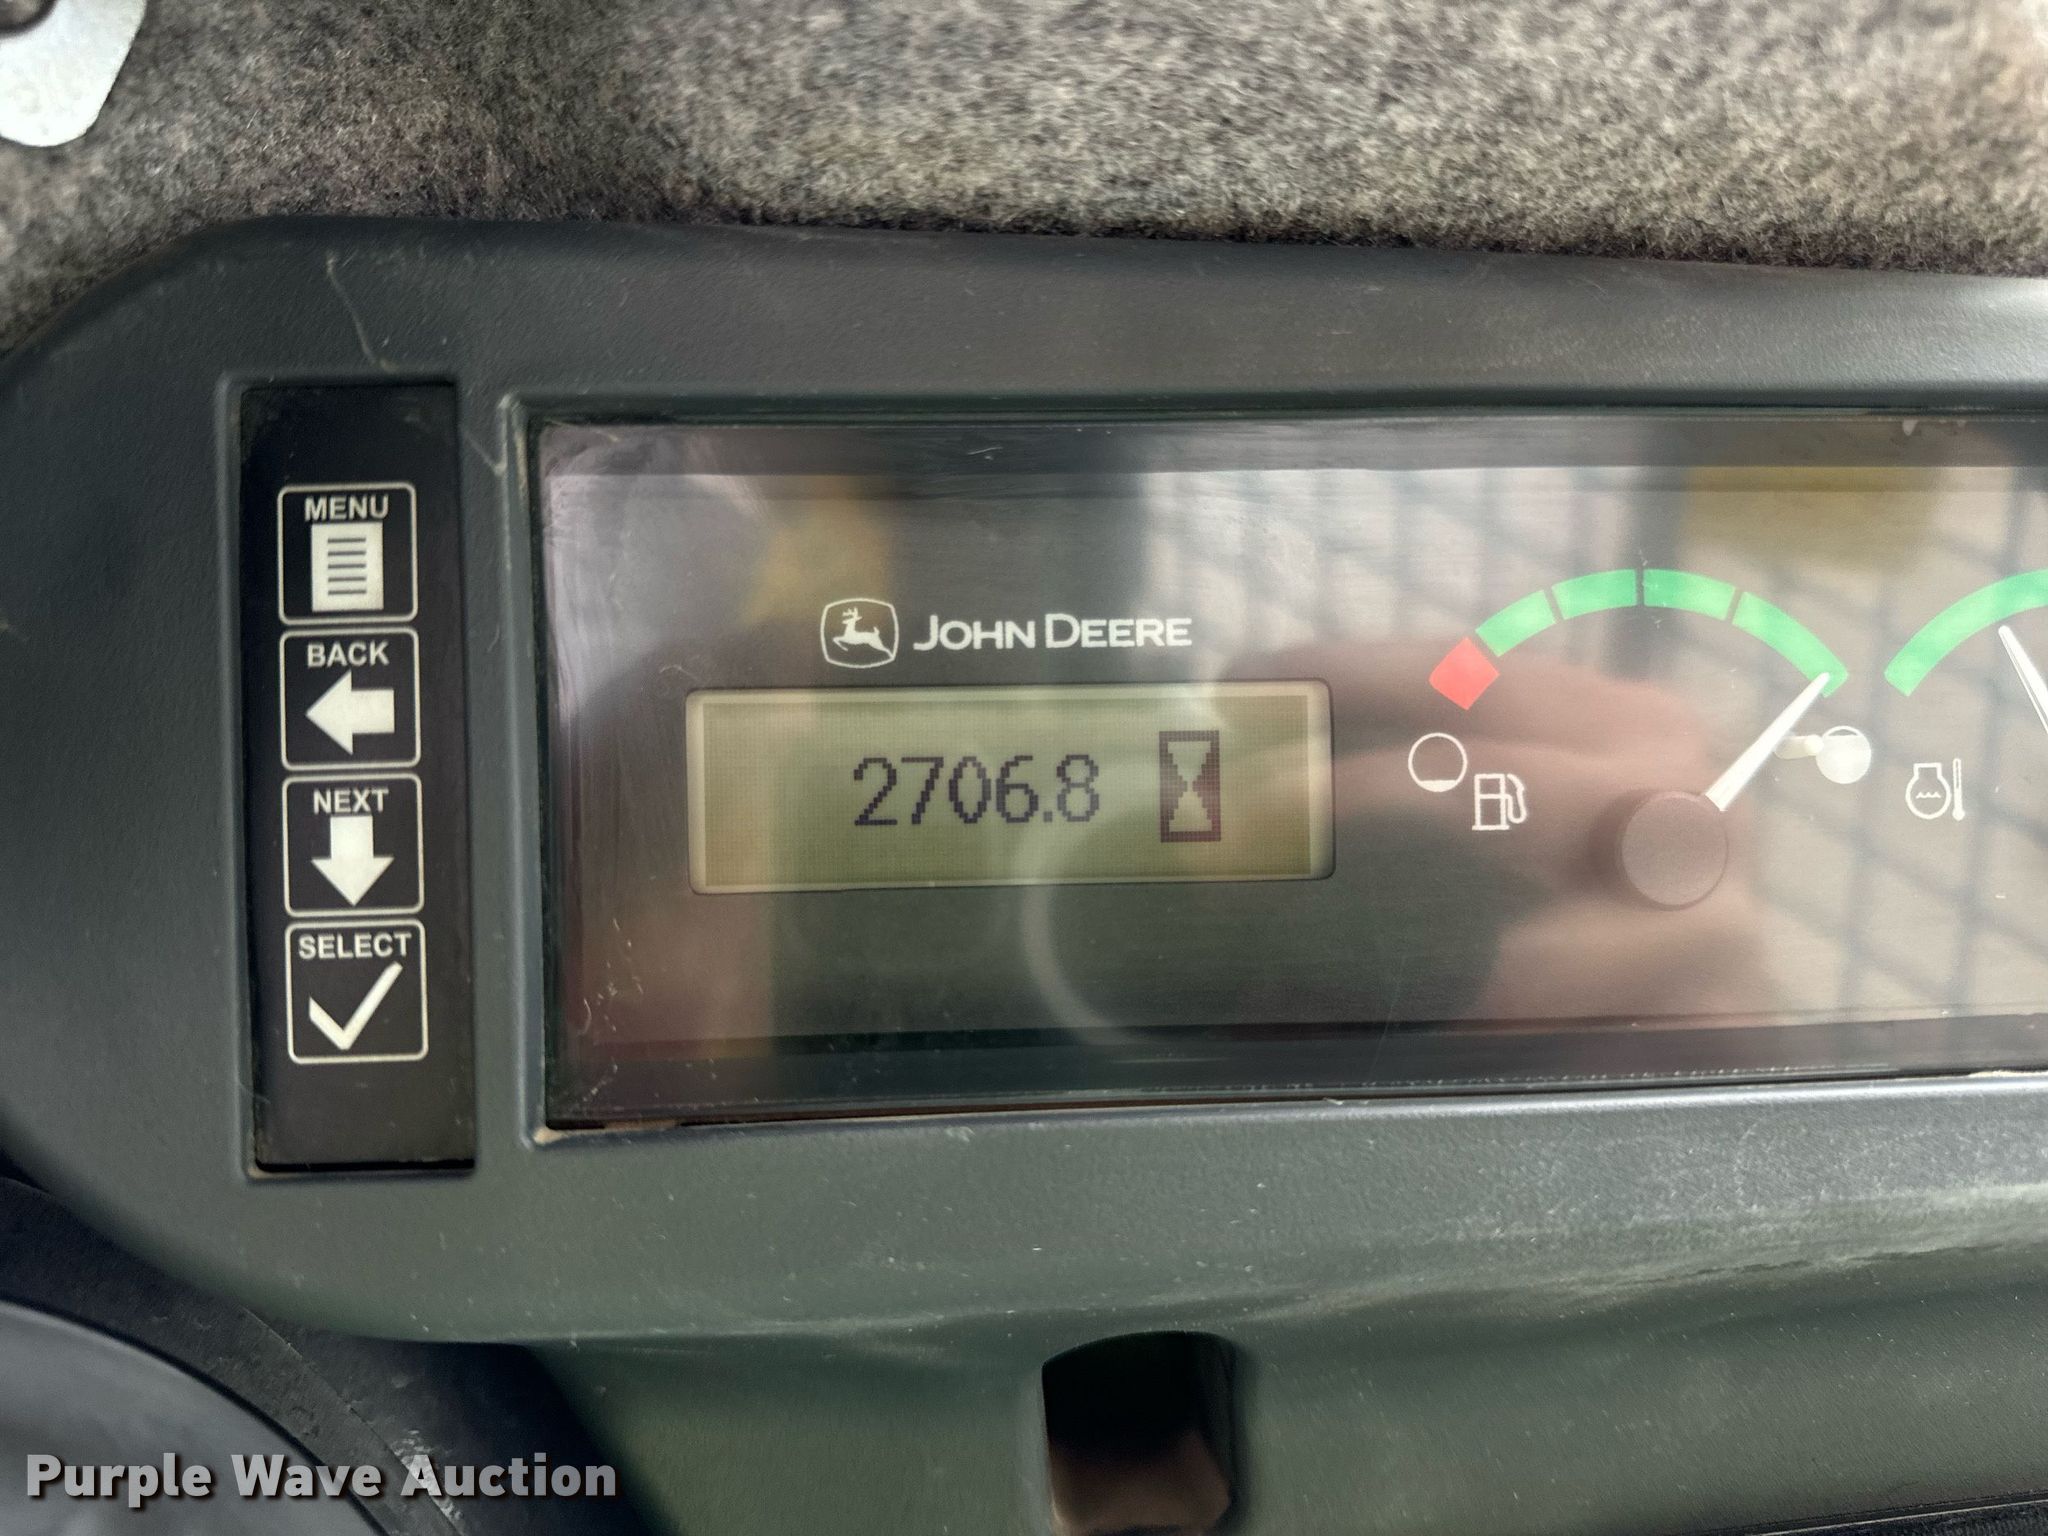 MENU
BACK
NEXT
SELECT
JOHN DEERE
2706.8
Purple Wave Auction